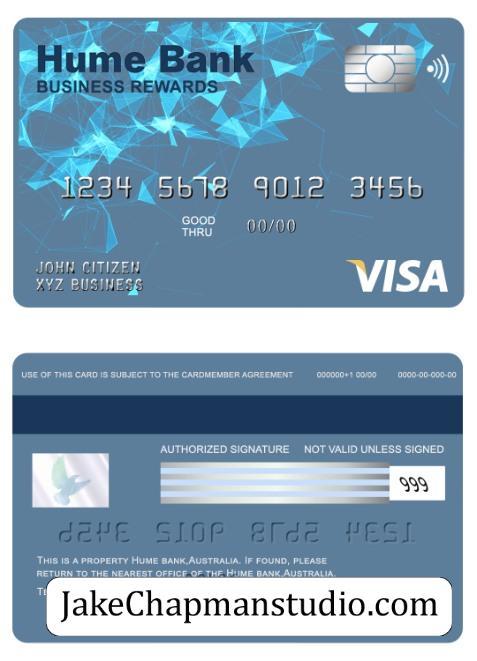 Hume Bank
BUSINESS REWARDS
1234 5678 9012 3456
GOOD THRU 00/00
JOHN CITIZEN
XYZ BUSINESS
VISA
USE OF THIS CARD IS SUBJECT TO THE CARDMEMBER AGREEMENT 000000+1 00/00 0000-00-000-00
AUTHORIZED SIGNATURE NOT VALID UNLESS SIGNED
999
This is a property Hume bank,Australia. If found, please
return to the nearest office of the Hume bank,Australia.
JakeChapmanstudio.com